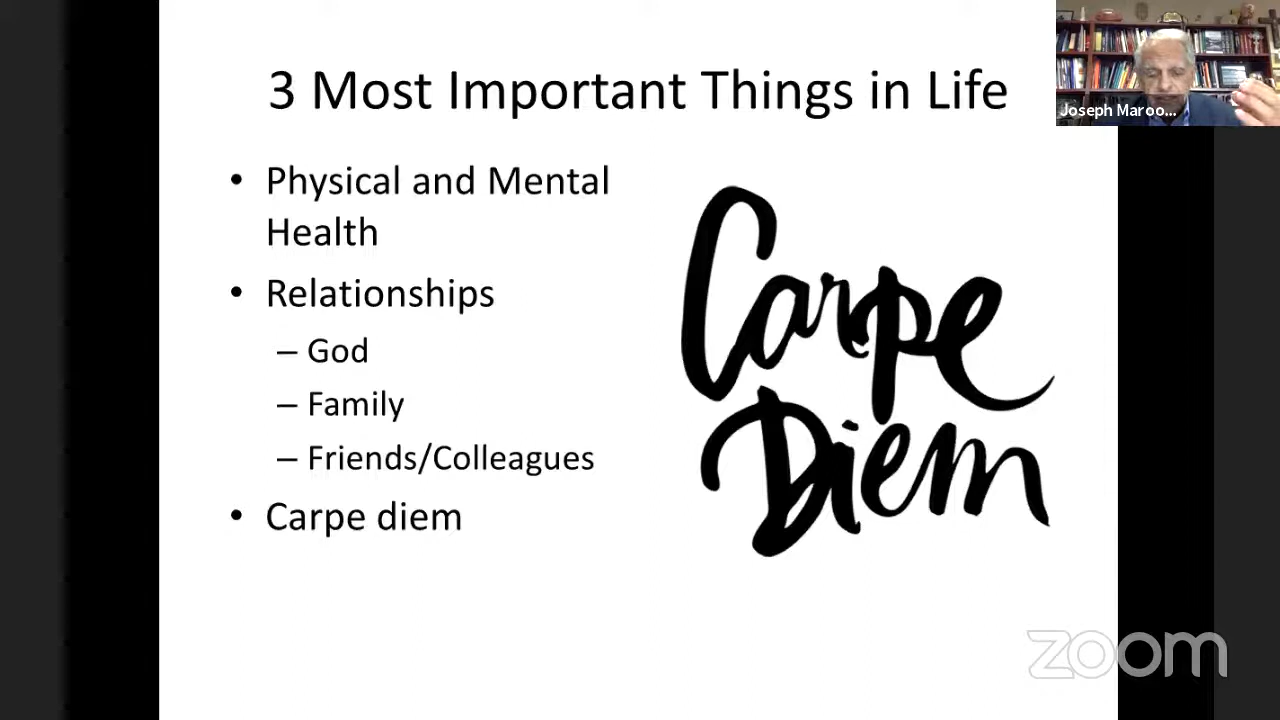 3 Most Important Things in Life
Joseph Maroo...
• Physical and Mental
Health
• Relationships
– God
– Family
– Friends/Colleagues
• Carpe diem
Carpe
Diem
zoom